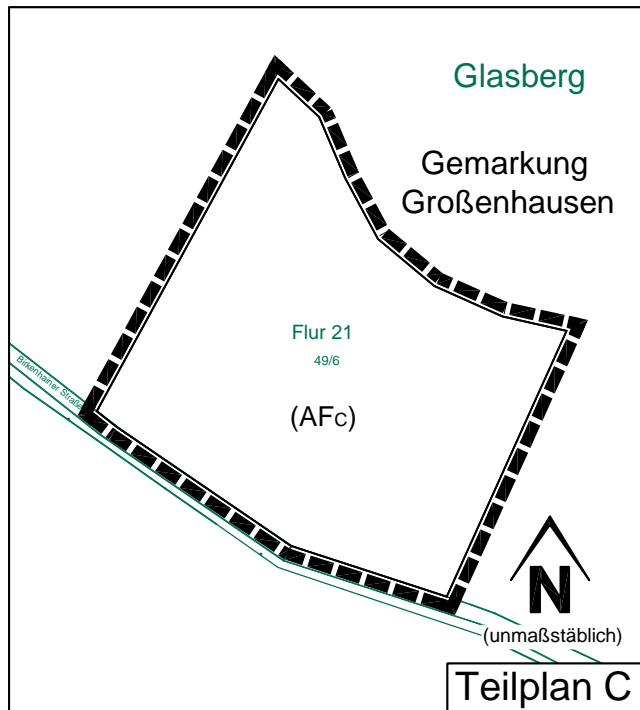 Glasberg
Gemarkung
Großenhausen
Flur 21
49/6
Birkenhainer Straße
(AFc)
N
(unmaßstäblich)
Teilplan C